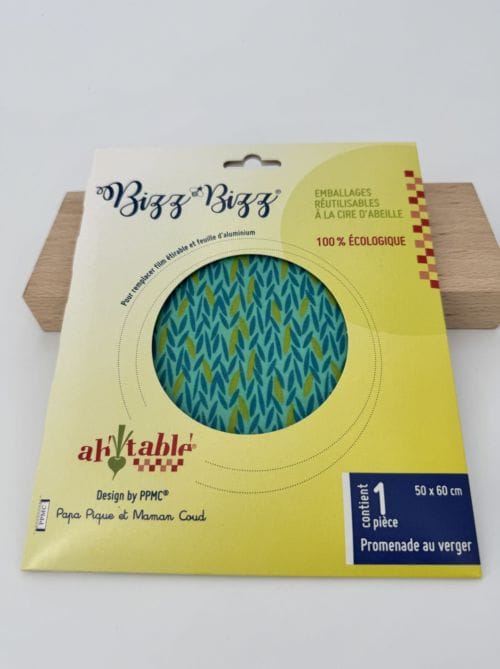 Bizz Bizz®
EMBALLAGES
RÉUTILISABLES
À LA CIRE D'ABEILLE
100 % ÉCOLOGIQUE
Pour remplacer film étirable et feuille d'aluminium
ah' table®
Design by PPMC®
PPMC
Papa Pique et Maman Coud
contient
1
pièce
50 x 60 cm
Promenade au verger